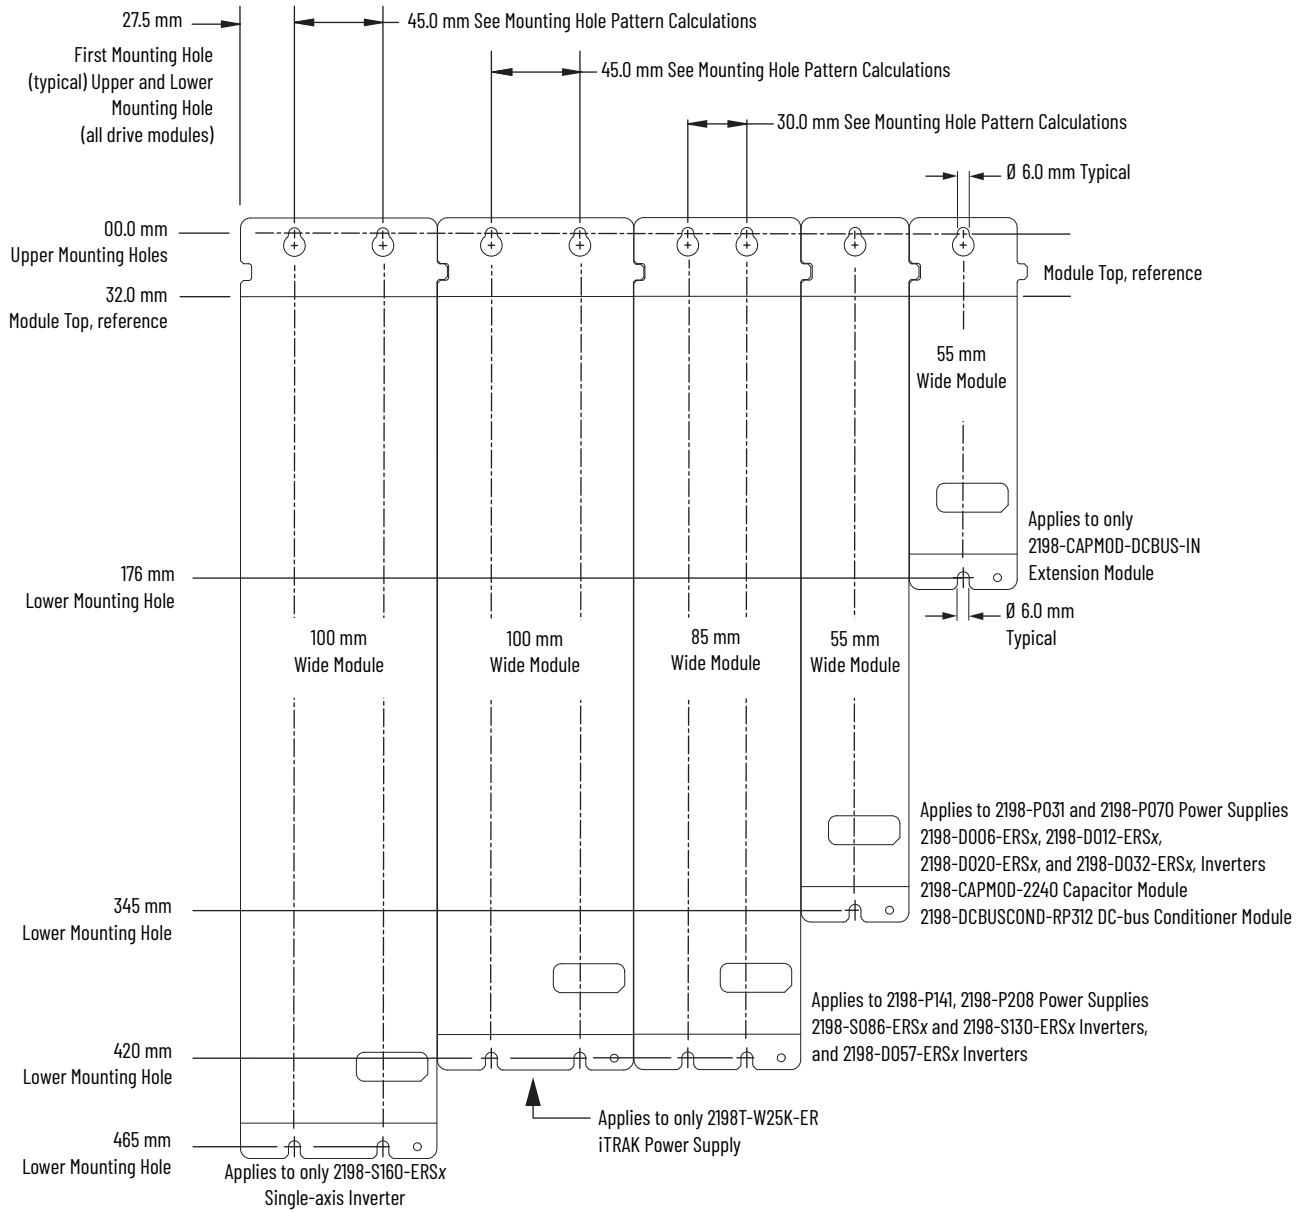 27.5 mm
45.0 mm See Mounting Hole Pattern Calculations
First Mounting Hole
(typical) Upper and Lower
Mounting Hole
(all drive modules)
45.0 mm See Mounting Hole Pattern Calculations
30.0 mm See Mounting Hole Pattern Calculations
Ø 6.0 mm Typical
00.0 mm
Upper Mounting Holes
Module Top, reference
32.0 mm
Module Top, reference
55 mm
Wide Module
Applies to only
2198-CAPMOD-DCBUS-IN
Extension Module
176 mm
Lower Mounting Hole
Ø 6.0 mm
Typical
100 mm
Wide Module
100 mm
Wide Module
85 mm
Wide Module
55 mm
Wide Module
Applies to 2198-P031 and 2198-P070 Power Supplies
2198-D006-ERSx, 2198-D012-ERSx,
2198-D020-ERSx, and 2198-D032-ERSx, Inverters
2198-CAPMOD-2240 Capacitor Module
2198-DCBUSCOND-RP312 DC-bus Conditioner Module
345 mm
Lower Mounting Hole
Applies to 2198-P141, 2198-P208 Power Supplies
2198-S086-ERSx and 2198-S130-ERSx Inverters,
and 2198-D057-ERSx Inverters
420 mm
Lower Mounting Hole
Applies to only 2198T-W25K-ER
iTRAK Power Supply
465 mm
Lower Mounting Hole
Applies to only 2198-S160-ERSx
Single-axis Inverter